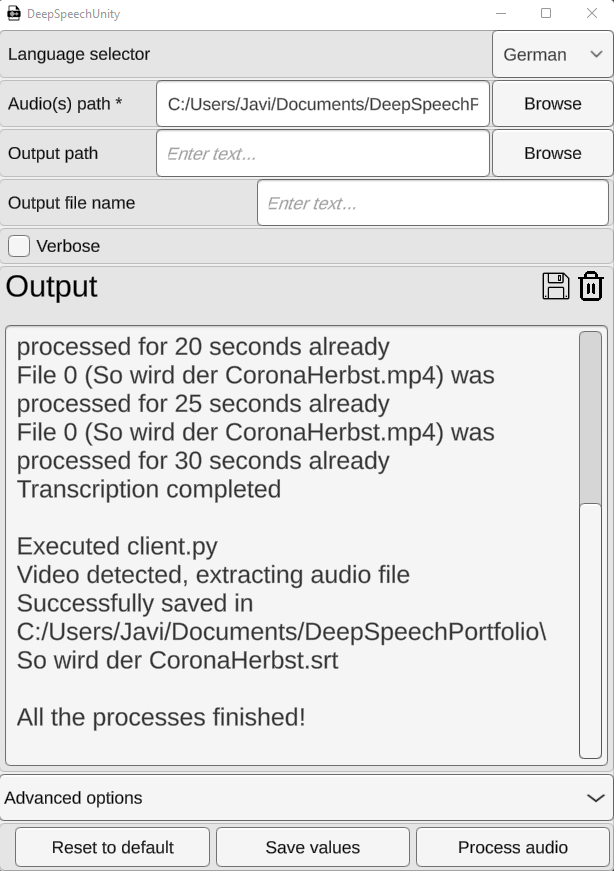 DeepSpeechUnity
Language selector
German
Audio(s) path *
C:/Users/Javi/Documents/DeepSpeechP
Browse
Output path
Enter text...
Browse
Output file name
Enter text...
Verbose
Output
processed for 20 seconds already
File 0 (So wird der CoronaHerbst.mp4) was
processed for 25 seconds already
File 0 (So wird der CoronaHerbst.mp4) was
processed for 30 seconds already
Transcription completed
Executed client.py
Video detected, extracting audio file
Successfully saved in
C:/Users/Javi/Documents/DeepSpeechPortfolio\
So wird der CoronaHerbst.srt
All the processes finished!
Advanced options
Reset to default
Save values
Process audio